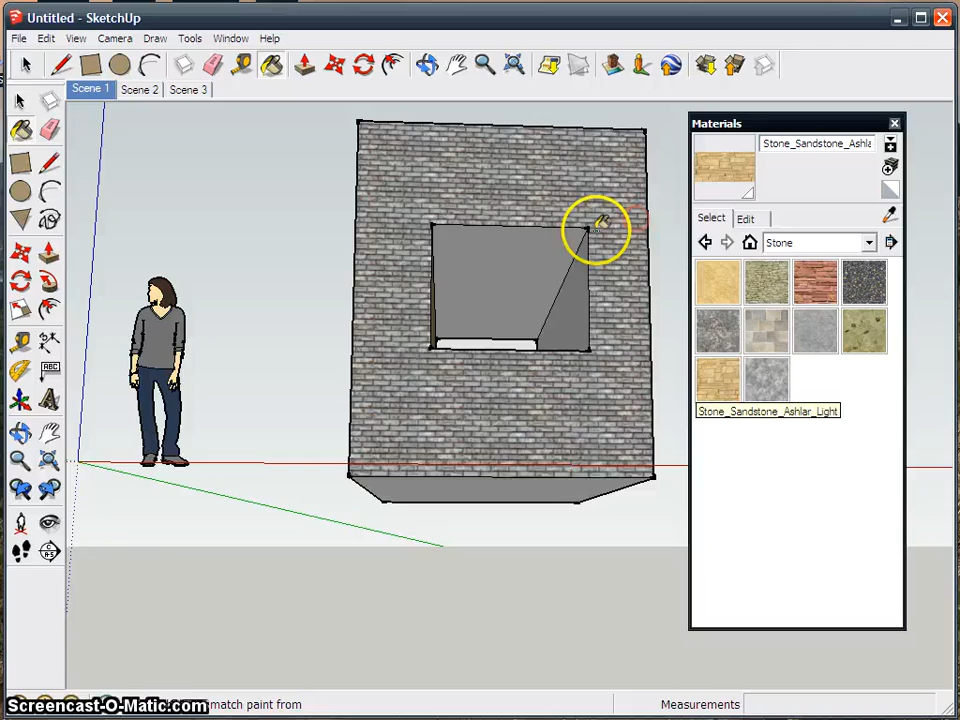 Untitled - SketchUp
File Edit View Camera Draw Tools Window Help
Scene 1 Scene 2 Scene 3
Materials
Stone_Sandstone_Ashla
Select Edit
Stone
Stone_Sandstone_Ashlar_Light
ABC
A
Screencast-O-Matic.com
match paint from
Measurements